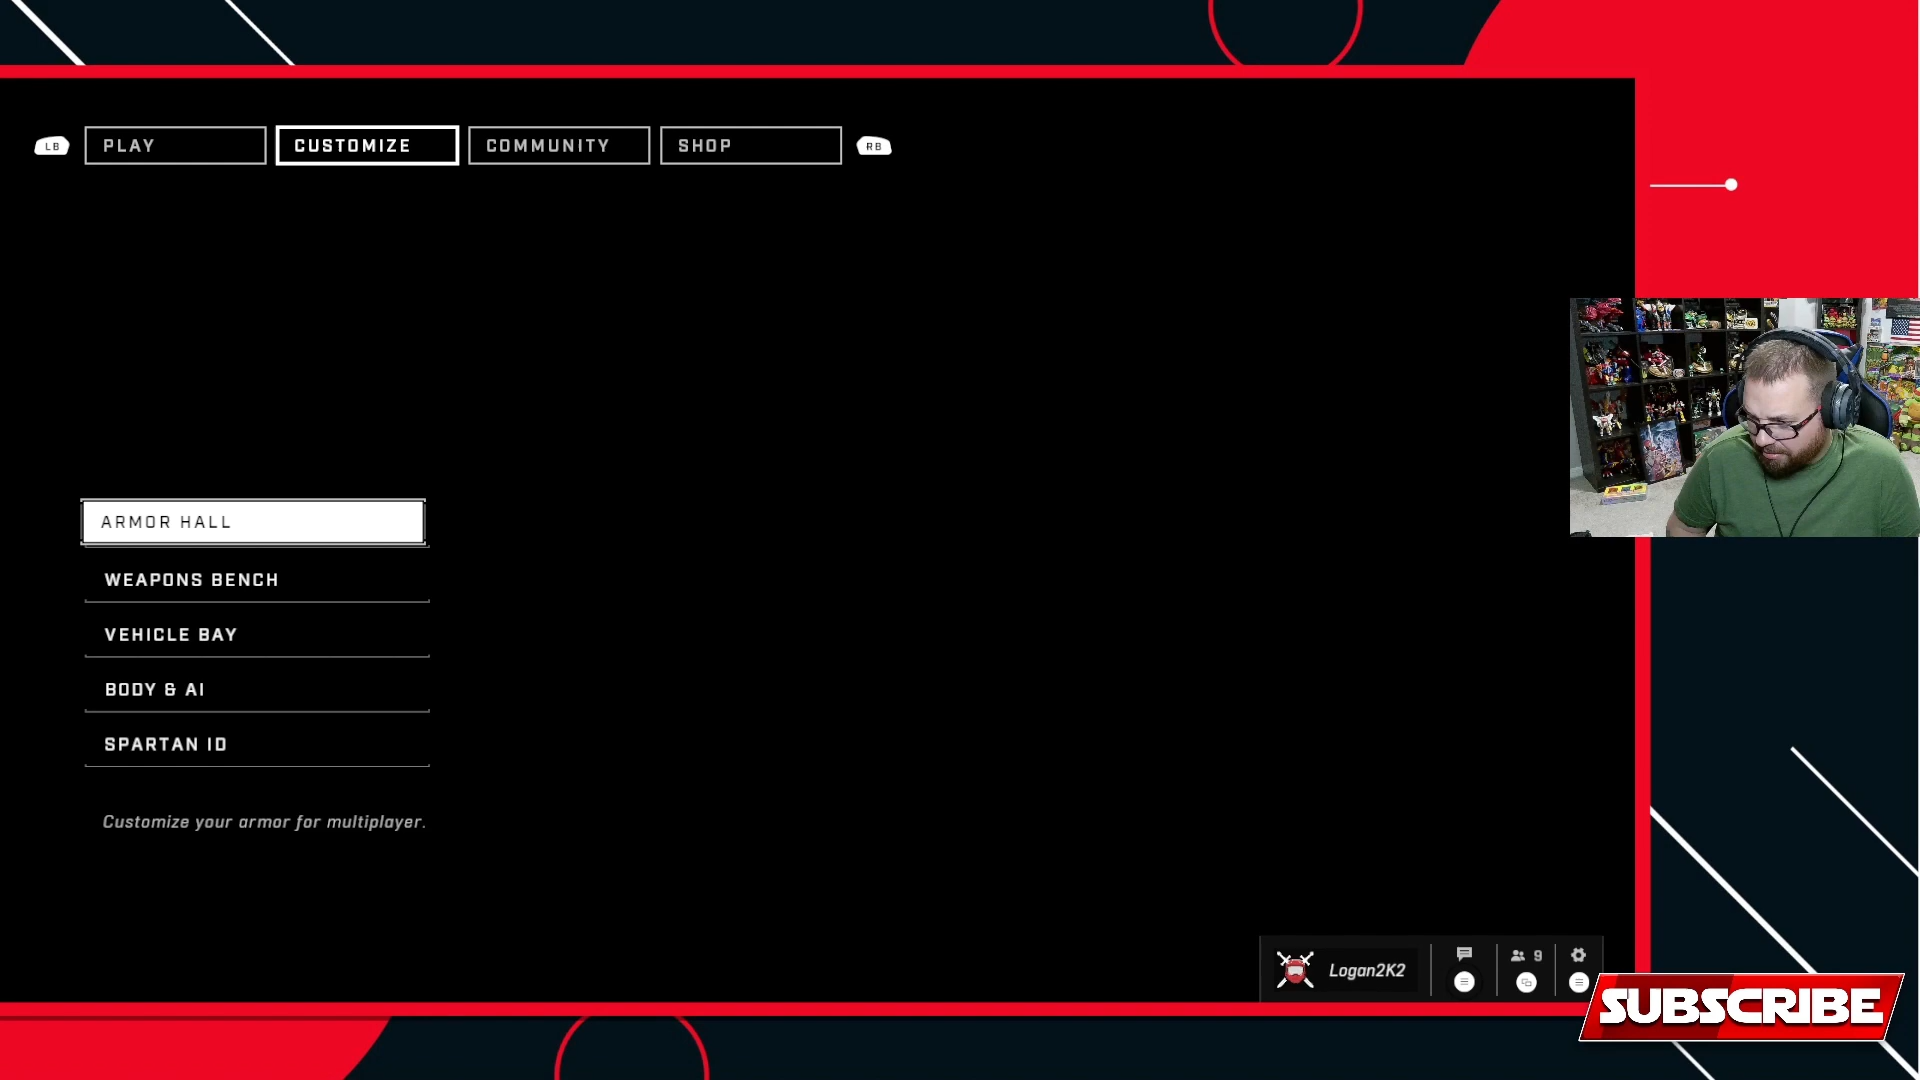 LB
PLAY
CUSTOMIZE
COMMUNITY
SHOP
RB
ARMOR HALL
WEAPONS BENCH
VEHICLE BAY
BODY & AI
SPARTAN ID
Customize your armor for multiplayer.
Logan2K2
9
SUBSCRIBE